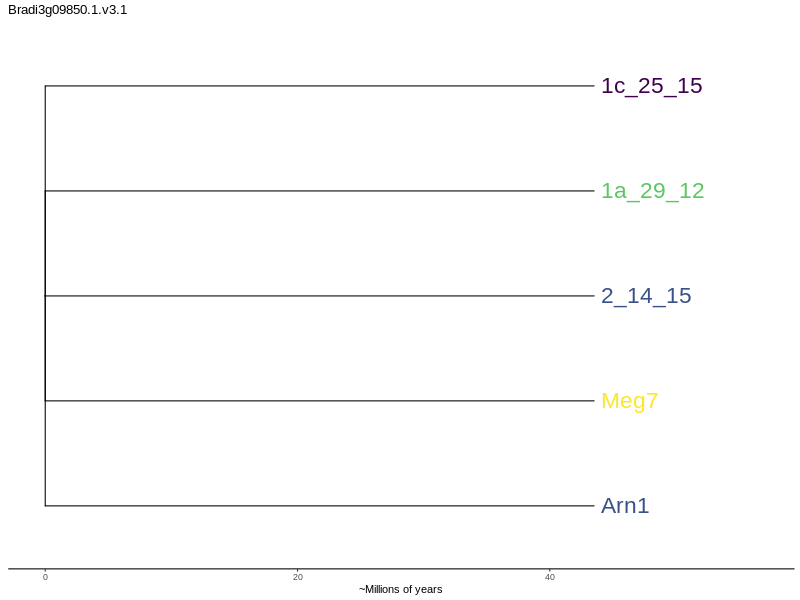 Bradi3g09850.1.v3.1
1c_25_15
1a_29_12
2_14_15
Meg7
Arn1
0 20 40
~Millions of years